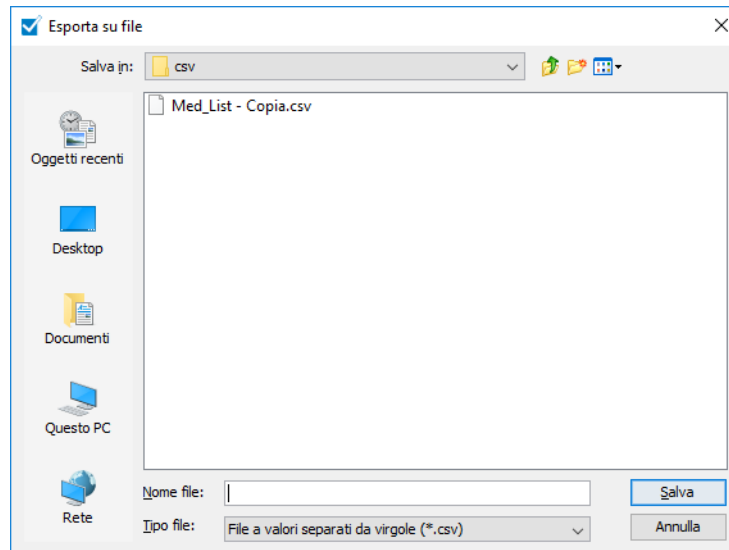 Esporta su file
Salva in: csv
Med_List - Copia.csv
Oggetti recenti
Desktop
Documenti
Questo PC
Rete
Nome file:
Salva
Tipo file: File a valori separati da virgole (*.csv)
Annulla